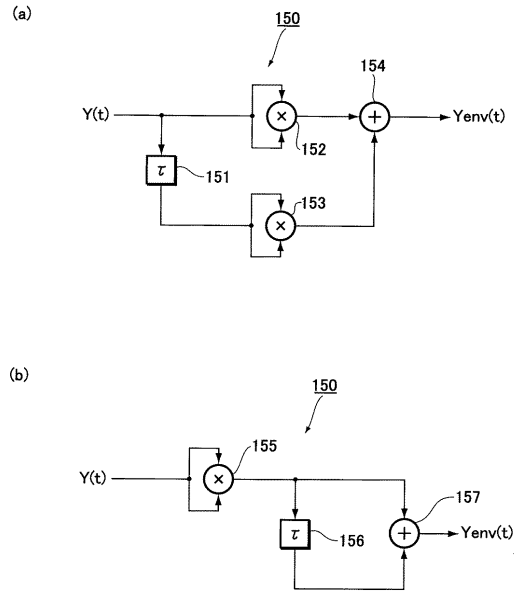 (a)
150
154
Y(t)
×
+
Yenv(t)
152
τ
151
153
×
(b)
150
155
Y(t)
×
157
τ
156
+
Yenv(t)